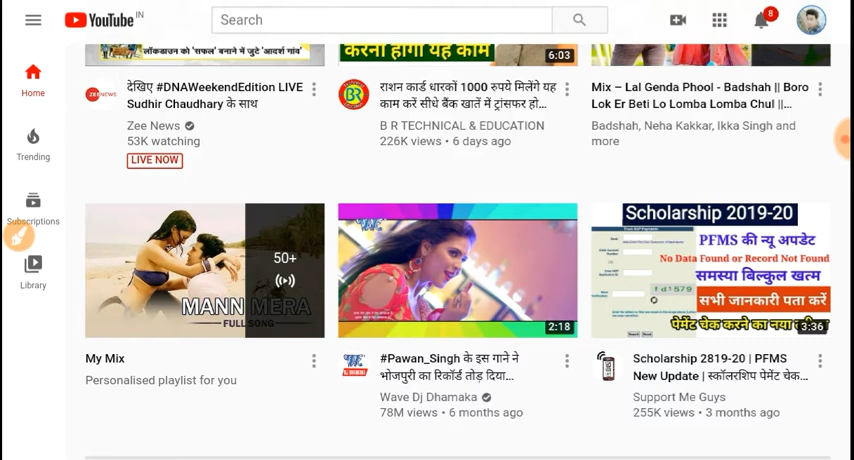 YouTube IN
Search
8
Home
Trending
Subscriptions
Library
लॉकडाउन को 'सफल' बनाने में जुटे 'आदर्श गांव'
करना होगा यह काम
6:03
ZEE NEWS
देखिए #DNAWeekendEdition LIVE
Sudhir Chaudhary के साथ
Zee News
53K watching
LIVE NOW
BR
राशन कार्ड धारकों 1000 रुपये मिलेंगे यह
काम करें सीधे बैंक खातें में ट्रांसफर हो...
B R TECHNICAL & EDUCATION
226K views • 6 days ago
Mix – Lal Genda Phool - Badshah || Boro
Lok Er Beti Lo Lomba Lomba Chul ||...
Badshah, Neha Kakkar, Ikka Singh and
more
50+
MANN MERA
FULL SONG
My Mix
Personalised playlist for you
2:18
#Pawan_Singh के इस गाने ने
भोजपुरी का रिकॉर्ड तोड़ दिया...
Wave Dj Dhamaka
78M views • 6 months ago
Scholarship 2019-20
PFMS की न्यू अपडेट
No Data Found or Record Not Found
समस्या बिल्कुल खत्म
fd1579
सभी जानकारी पता करें
पेमेंट चेक करने का नया
3:36
Scholarship 2819-20 | PFMS
New Update | स्कॉलरशिप पेमेंट चेक...
Support Me Guys
255K views • 3 months ago